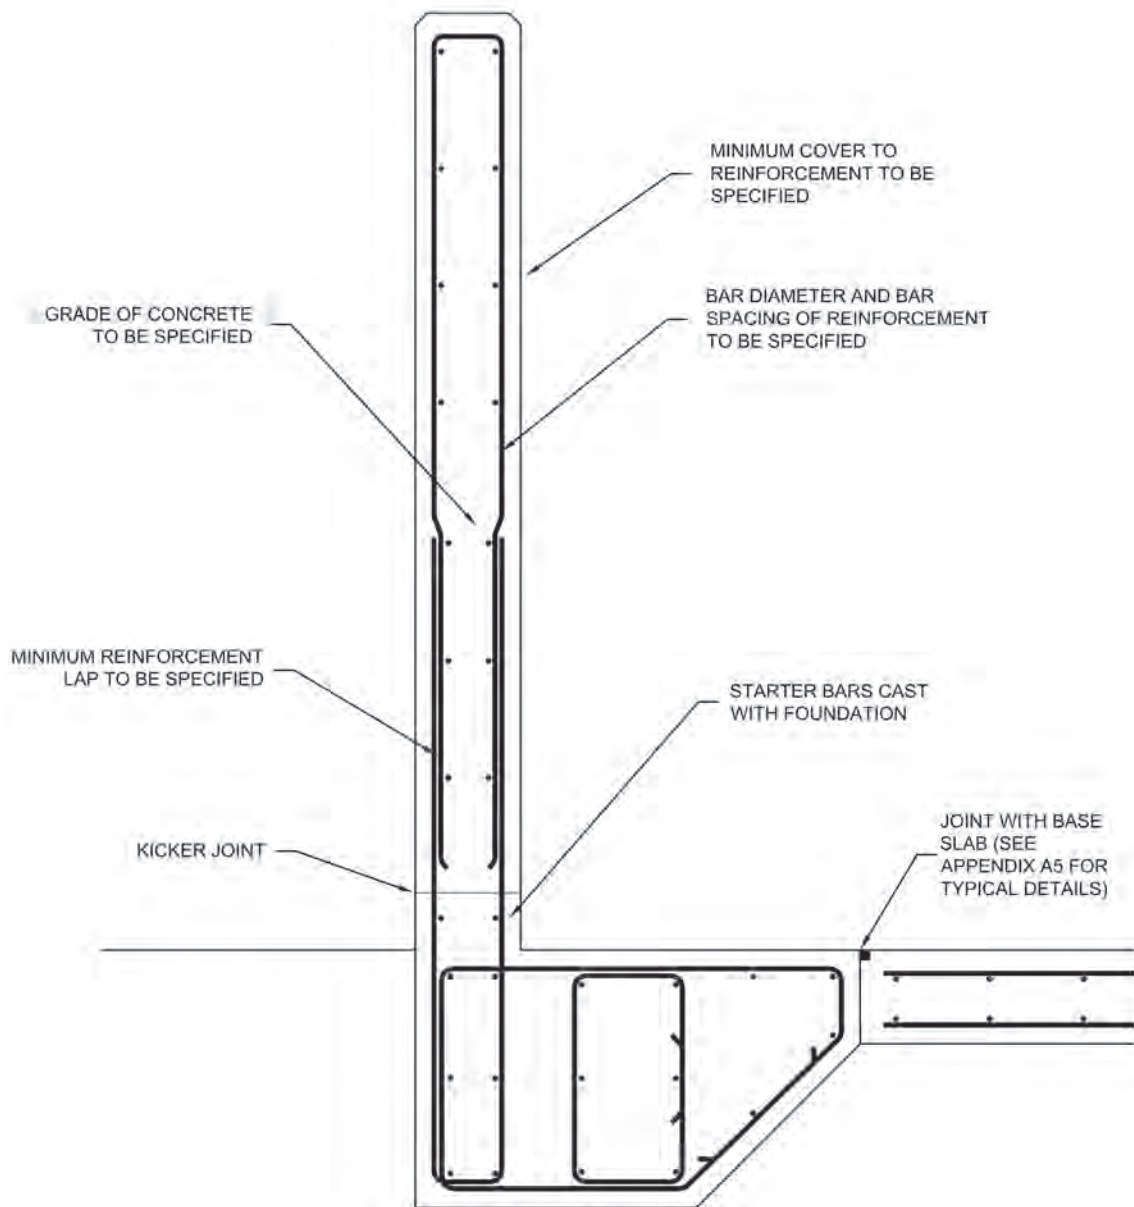 MINIMUM COVER TO
REINFORCEMENT TO BE
SPECIFIED
GRADE OF CONCRETE
TO BE SPECIFIED
BAR DIAMETER AND BAR
SPACING OF REINFORCEMENT
TO BE SPECIFIED
MINIMUM REINFORCEMENT
LAP TO BE SPECIFIED
STARTER BARS CAST
WITH FOUNDATION
KICKER JOINT
JOINT WITH BASE
SLAB (SEE
APPENDIX A5 FOR
TYPICAL DETAILS)